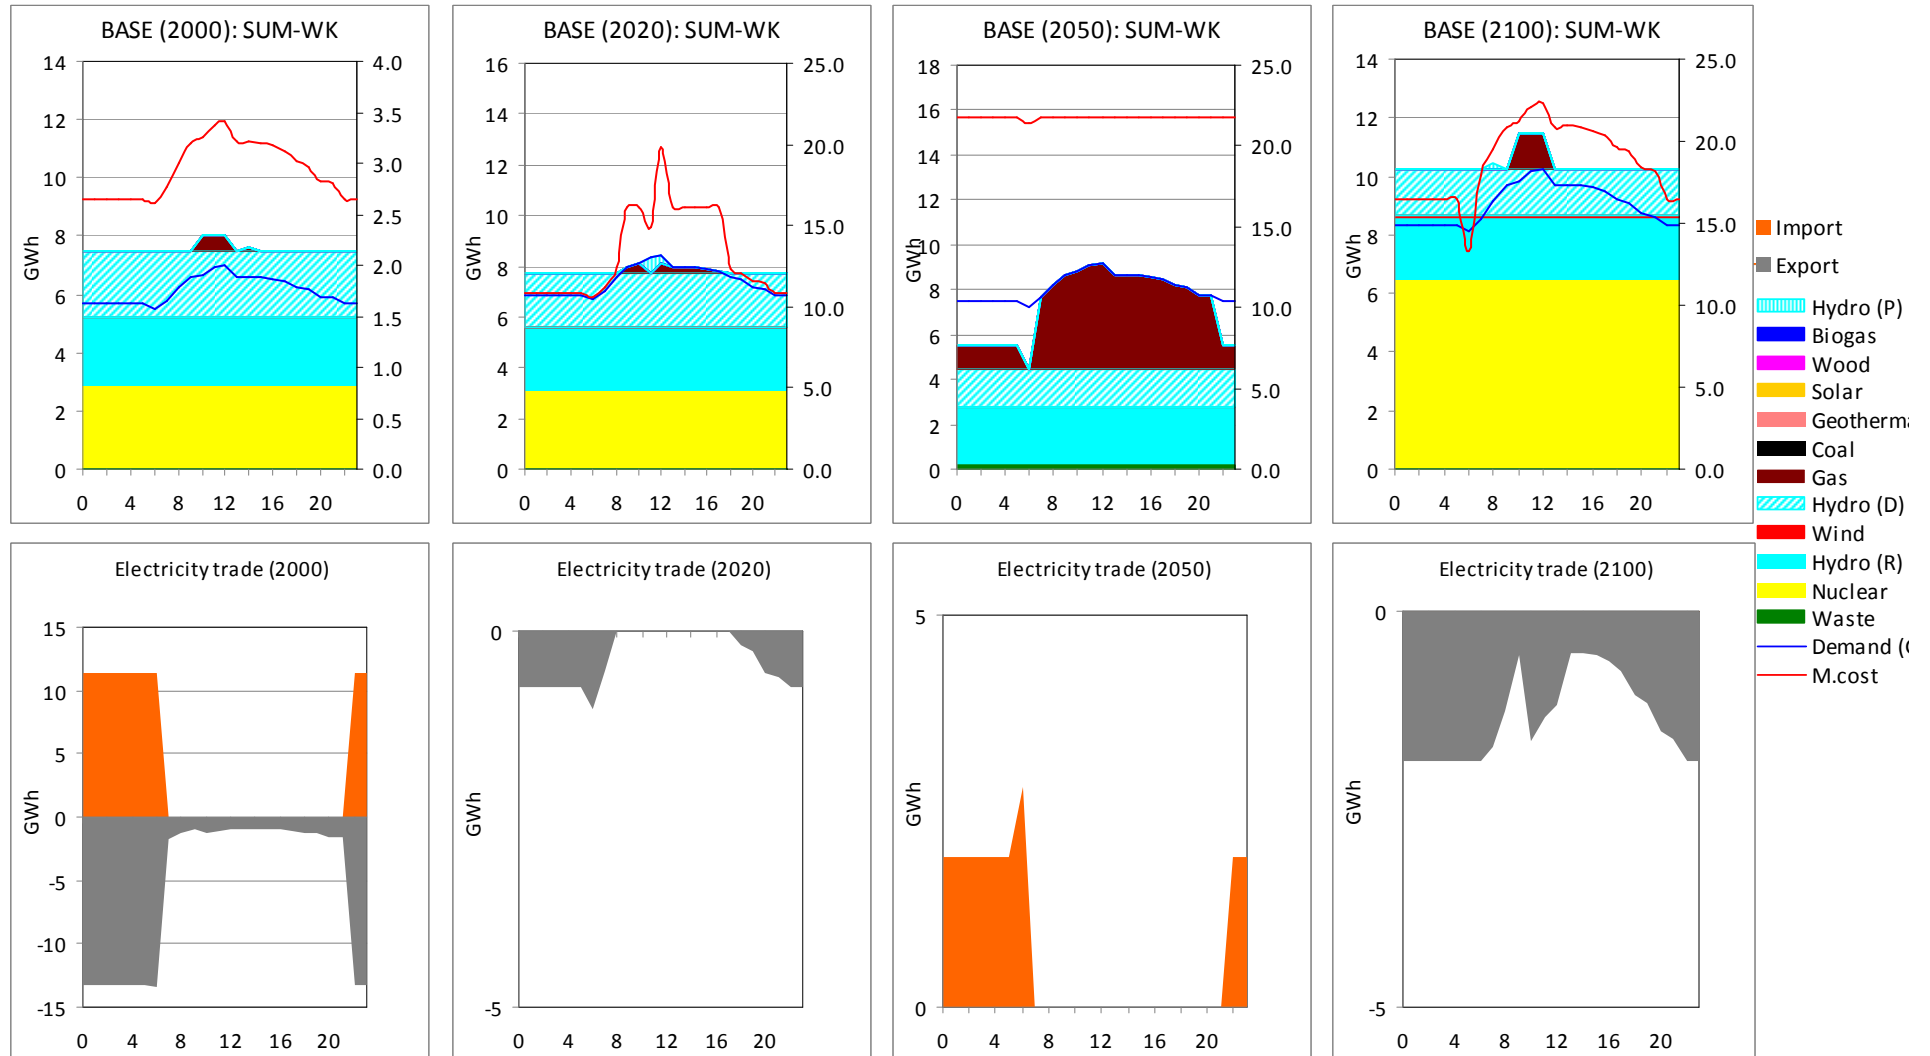 BASE (2000): SUM-WK
14
12
10
8
6
4
2
0
GWh
4.0
3.5
3.0
2.5
2.0
1.5
1.0
0.5
0.0
0 4 8 12 16 20
BASE (2020): SUM-WK
16
14
12
10
8
6
4
2
0
GWh
25.0
20.0
15.0
10.0
5.0
0.0
0 4 8 12 16 20
BASE (2050): SUM-WK
18
16
14
12
10
8
6
4
2
0
GWh
25.0
20.0
15.0
10.0
5.0
0.0
0 4 8 12 16 20
BASE (2100): SUM-WK
14
12
10
8
6
4
2
0
GWh
25.0
20.0
15.0
10.0
5.0
0.0
0 4 8 12 16 20
Import
Export
Hydro (P)
Biogas
Wood
Solar
Geotherma
Coal
Gas
Hydro (D)
Wind
Hydro (R)
Nuclear
Waste
Demand (G
M.cost
Electricity trade (2000)
15
10
5
0
-5
-10
-15
GWh
0 4 8 12 16 20
Electricity trade (2020)
0
-5
GWh
0 4 8 12 16 20
Electricity trade (2050)
5
0
GWh
0 4 8 12 16 20
Electricity trade (2100)
0
-5
GWh
0 4 8 12 16 20